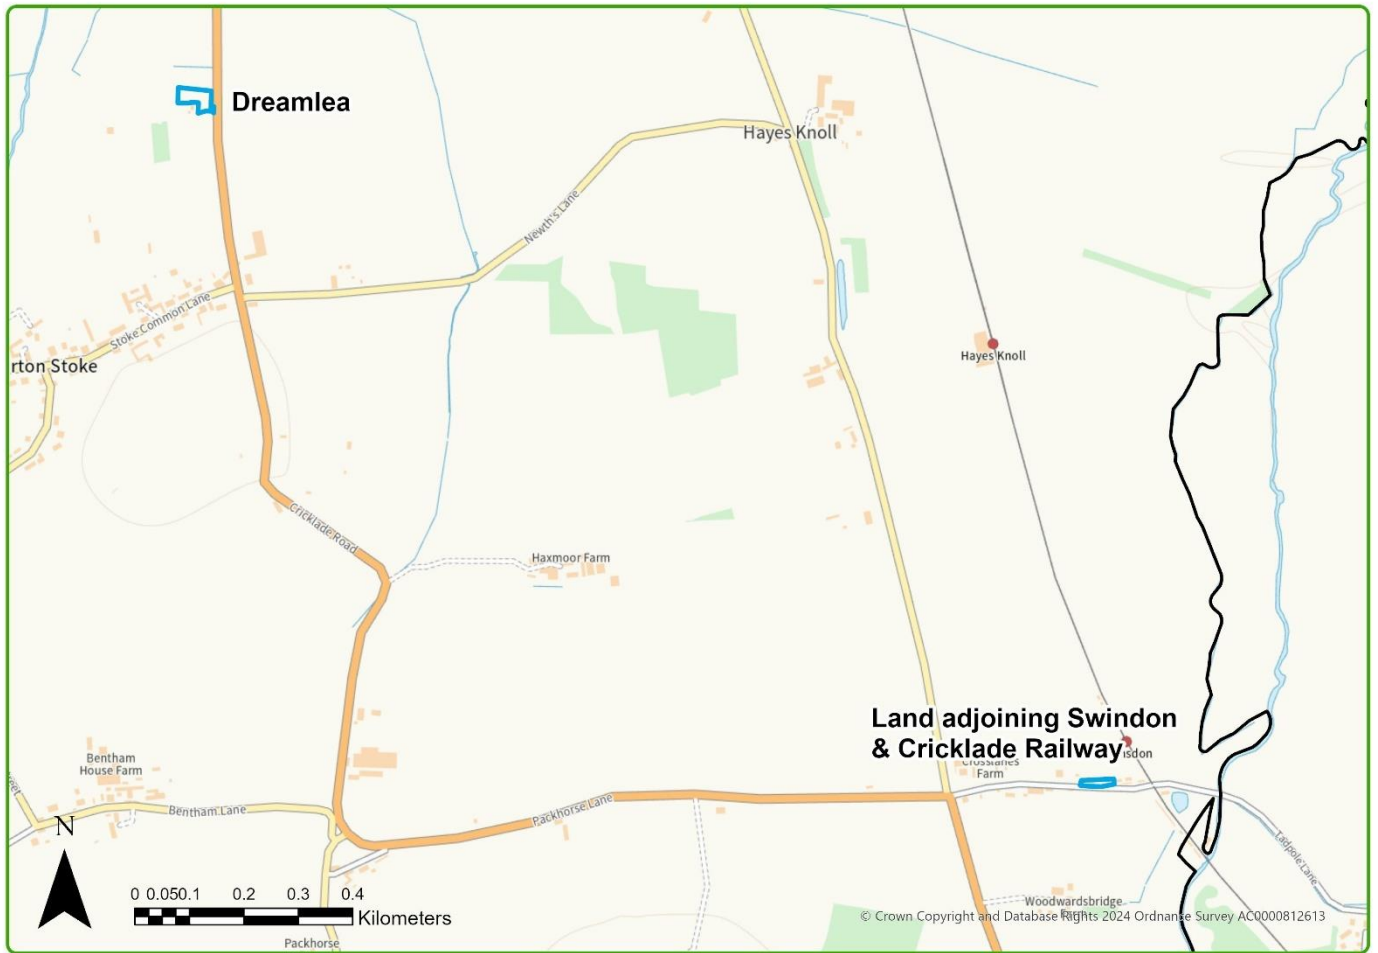 Dreamlea
Hayes Knoll
Newth's Lane
Stoke Common Lane
rton Stoke
Hayes Knoll
Cricklade Road
Haxmoor Farm
Land adjoining Swindon
& Cricklade Railway
isdon
Crosslanes
Farm
Bentham
House Farm
Bentham Lane
Packhorse Lane
Tadpole Lane
N
0 0.050.1 0.2 0.3 0.4
Kilometers
Woodwardsbridge
© Crown Copyright and Database Rights 2024 Ordnance Survey AC0000812613
Packhorse